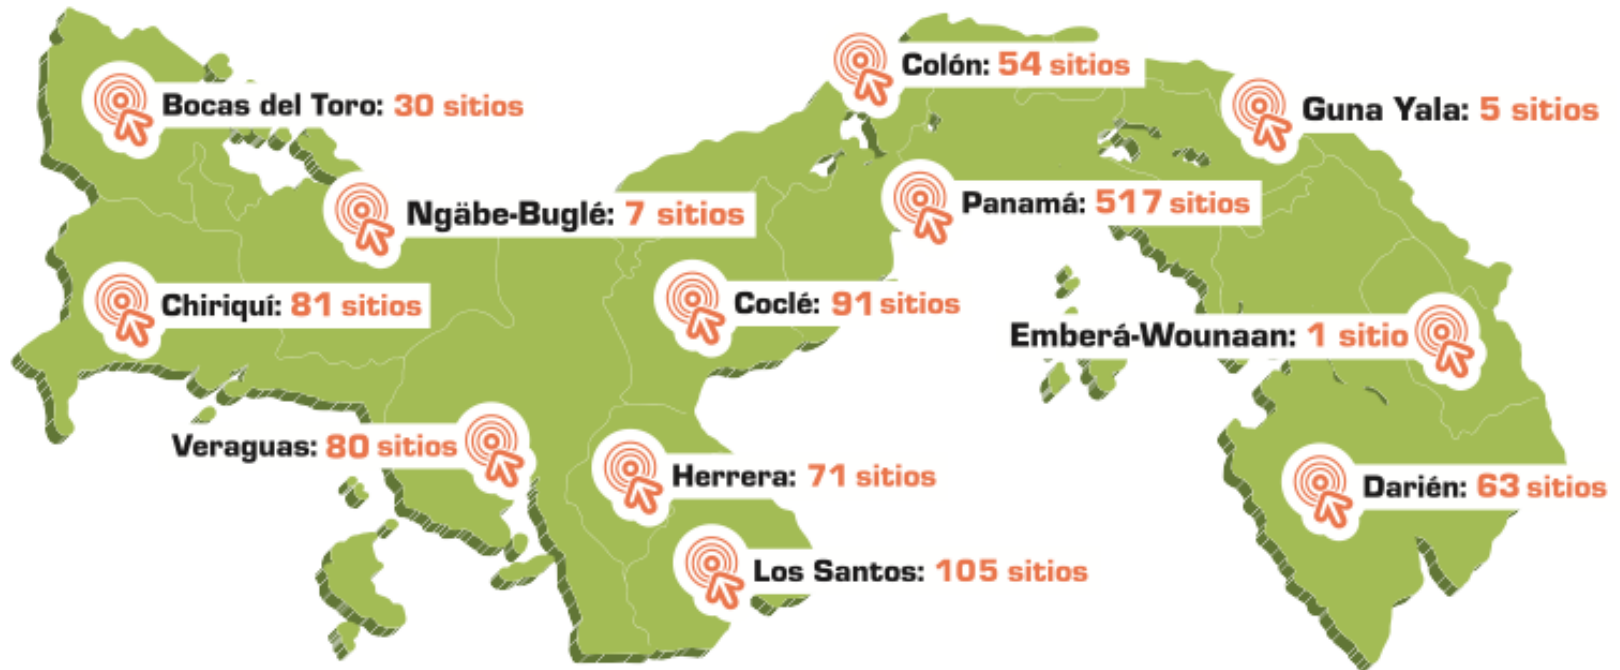 Colón: 54 sitios
Bocas del Toro: 30 sitios
Guna Yala: 5 sitios
Ngäbe-Buglé: 7 sitios
Panamá: 517 sitios
Chiriquí: 81 sitios
Coclé: 91 sitios
Emberá-Wounaan: 1 sitio
Veraguas: 80 sitios
Herrera: 71 sitios
Darién: 63 sitios
Los Santos: 105 sitios